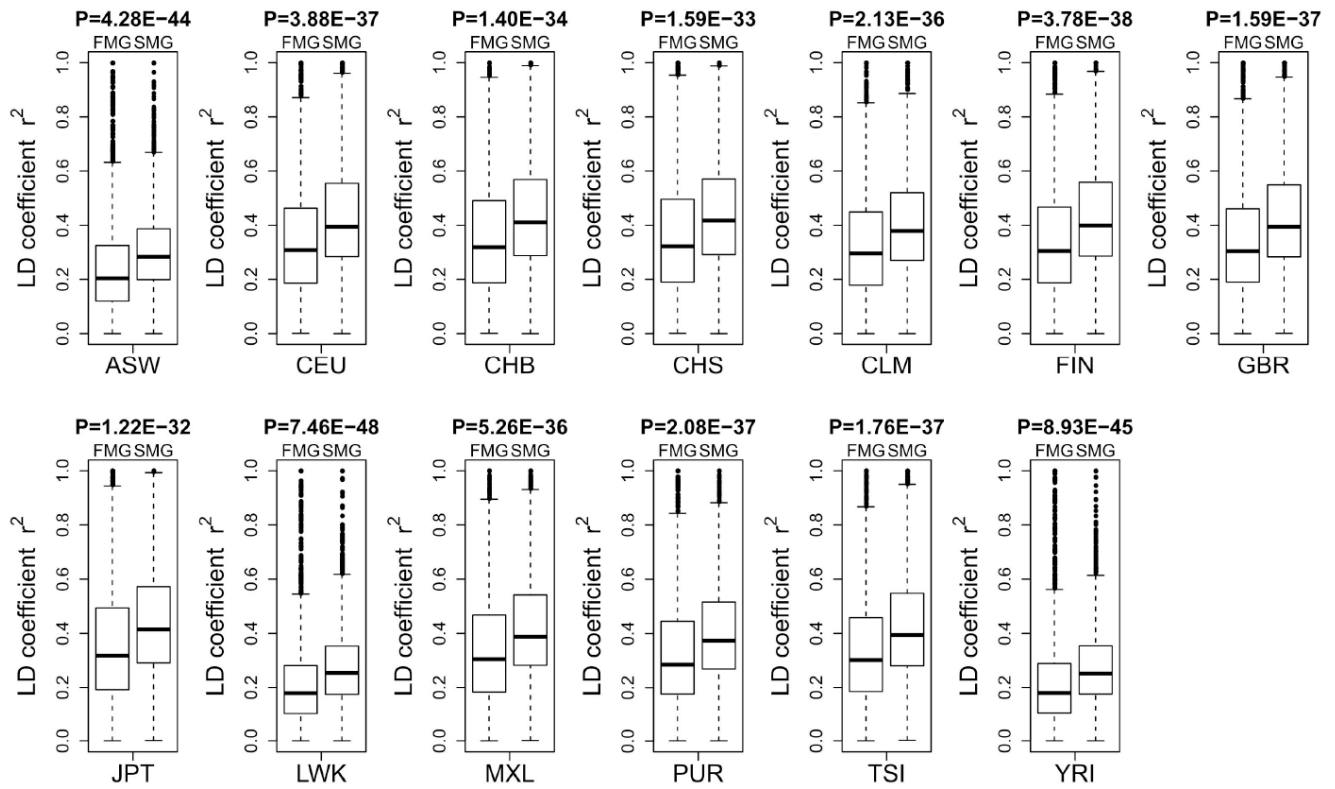 P=4.28E−44 P=3.88E−37 P=1.40E−34 P=1.59E−33 P=2.13E−36 P=3.78E−38 P=1.59E−37
FMG SMG FMG SMG FMG SMG FMG SMG FMG SMG FMG SMG FMG SMG
LD coefficient r² LD coefficient r² LD coefficient r² LD coefficient r² LD coefficient r² LD coefficient r² LD coefficient r²
1.0 1.0 1.0 1.0 1.0 1.0 1.0
0.8 0.8 0.8 0.8 0.8 0.8 0.8
0.6 0.6 0.6 0.6 0.6 0.6 0.6
0.4 0.4 0.4 0.4 0.4 0.4 0.4
0.2 0.2 0.2 0.2 0.2 0.2 0.2
0.0 0.0 0.0 0.0 0.0 0.0 0.0
ASW CEU CHB CHS CLM FIN GBR
P=1.22E−32 P=7.46E−48 P=5.26E−36 P=2.08E−37 P=1.76E−37 P=8.93E−45
FMG SMG FMG SMG FMG SMG FMG SMG FMG SMG FMG SMG
LD coefficient r² LD coefficient r² LD coefficient r² LD coefficient r² LD coefficient r² LD coefficient r²
1.0 1.0 1.0 1.0 1.0 1.0
0.8 0.8 0.8 0.8 0.8 0.8
0.6 0.6 0.6 0.6 0.6 0.6
0.4 0.4 0.4 0.4 0.4 0.4
0.2 0.2 0.2 0.2 0.2 0.2
0.0 0.0 0.0 0.0 0.0 0.0
JPT LWK MXL PUR TSI YRI